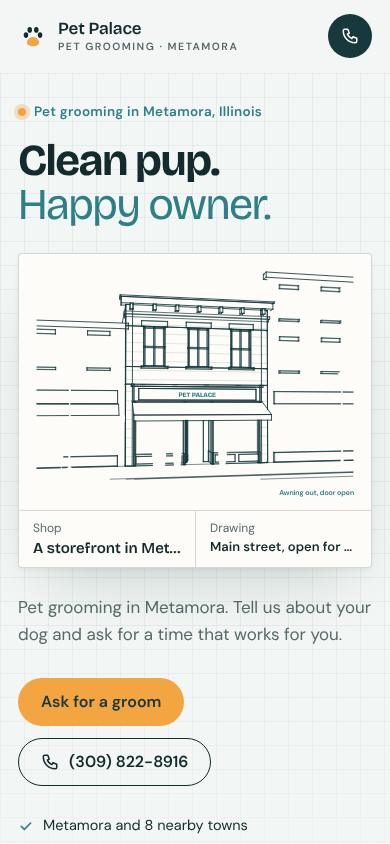 Pet Palace
PET GROOMING · METAMORA
Pet grooming in Metamora, Illinois
Clean pup.
Happy owner.
PET PALACE
Awning out, door open
Shop
A storefront in Met...
Drawing
Main street, open for ...
Pet grooming in Metamora. Tell us about your
dog and ask for a time that works for you.
Ask for a groom
(309) 822-8916
Metamora and 8 nearby towns